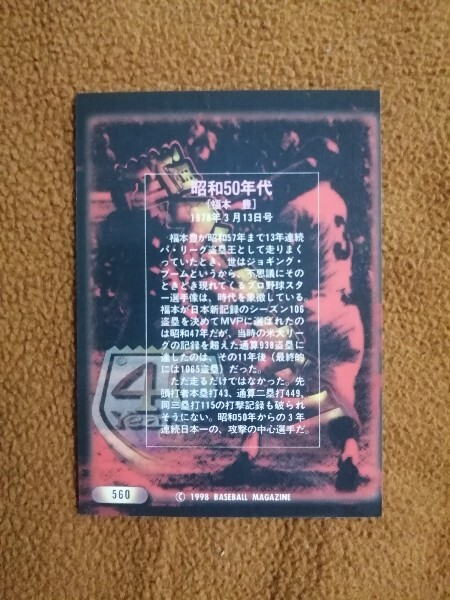 昭和50年代
[福本 豊]
1978年3月13日号
福本豊が昭和57年まで13年連続
パ・リーグ盗塁王として走りまく
っていたとき、世はジョギング・
ブームというから、不思議にその
ときどき現れてくるプロ野球スタ
ー選手像は、時代を象徴している。
福本が日本新記録のシーズン106
盗塁を決めてMVPに選ばれたの
は昭和47年だが、当時の米大リー
グの記録を超えた通算938盗塁に
達したのは、その11年後(最終的
には1065盗塁)だった。
ただ走るだけではなかった。先
頭打者本塁打43、通算二塁打449、
同三塁打115の打撃記録も破られ
そうにない。昭和50年からの3年
連続日本一の、攻撃の中心選手だ。
4
Year
560
© 1998 BASEBALL MAGAZINE